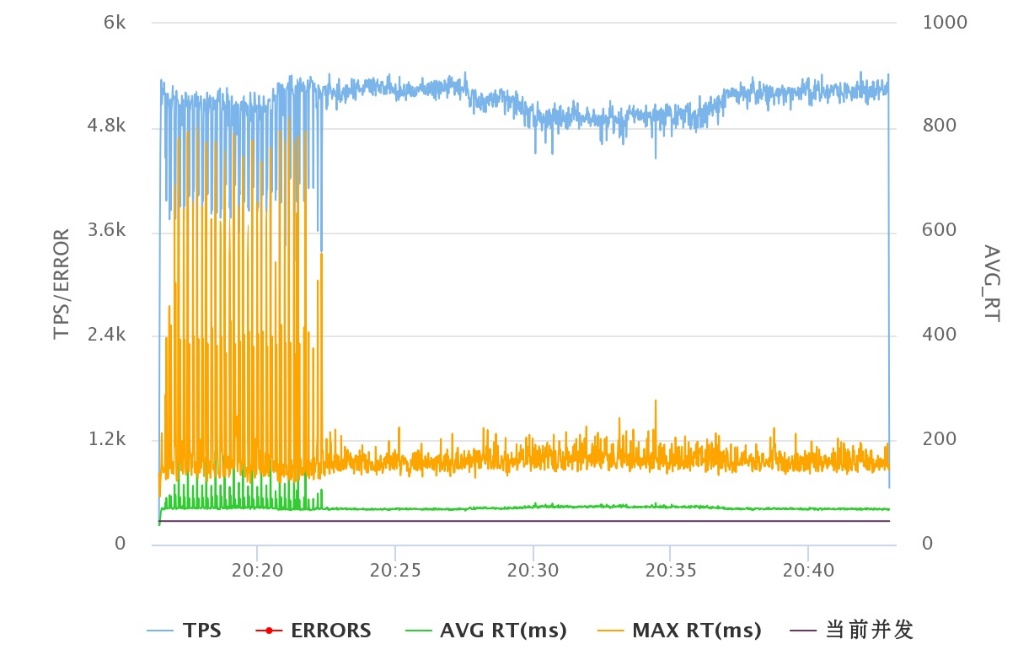 6k
1000
4.8k
800
3.6k
600
TPS/ERROR
AVG_RT
2.4k
400
1.2k
200
0
0
20:20 20:25 20:30 20:35 20:40
TPS ERRORS AVG RT(ms) MAX RT(ms) 当前并发